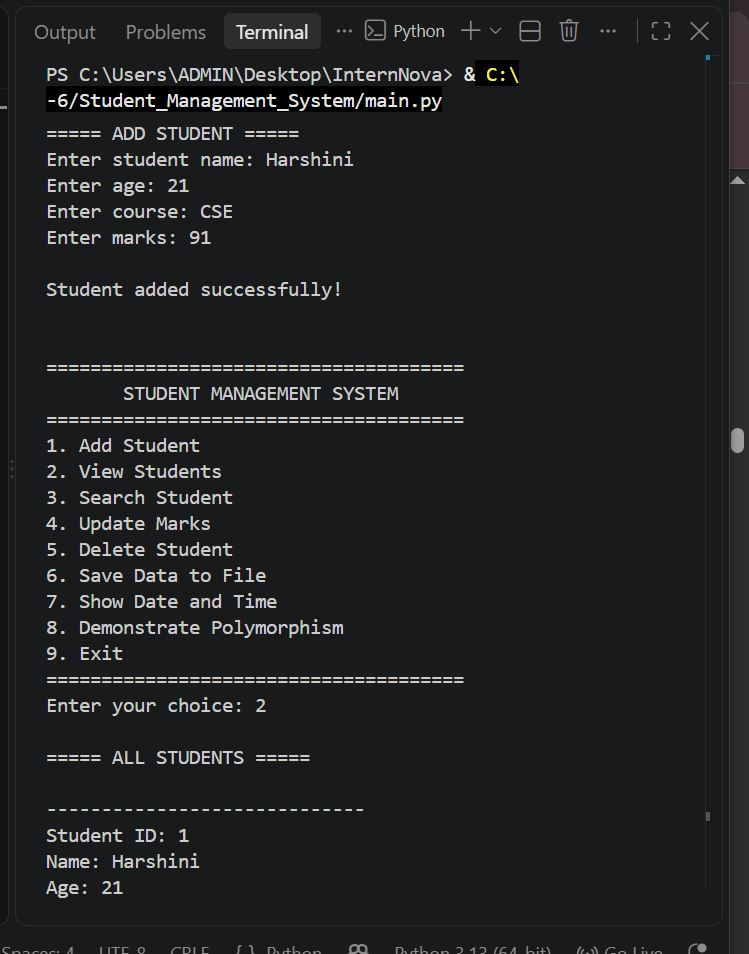 Output Problems Terminal ··· Python ···
PS C:\Users\ADMIN\Desktop\InternNova> & C:\
-6/Student_Management_System/main.py
===== ADD STUDENT =====
Enter student name: Harshini
Enter age: 21
Enter course: CSE
Enter marks: 91
Student added successfully!
======================================
STUDENT MANAGEMENT SYSTEM
======================================
1. Add Student
2. View Students
3. Search Student
4. Update Marks
5. Delete Student
6. Save Data to File
7. Show Date and Time
8. Demonstrate Polymorphism
9. Exit
======================================
Enter your choice: 2
===== ALL STUDENTS =====
-----------------------------
Student ID: 1
Name: Harshini
Age: 21
Spaces: 4 UTF-8 CRLF { } Python Python 3.13 (64-bit) Go Live